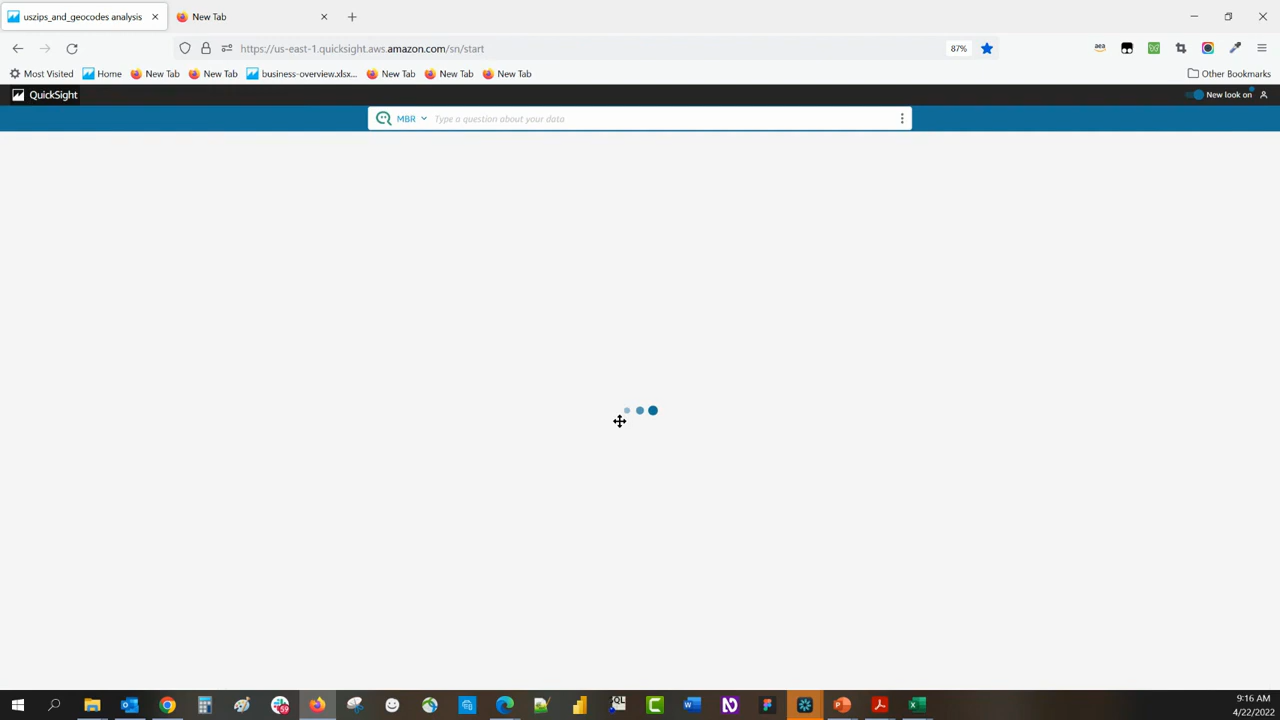 uszips_and_geocodes analysis
New Tab
https://us-east-1.quicksight.aws.amazon.com/sn/start
87%
Most Visited
Home
New Tab
New Tab
business-overview.xlsx...
New Tab
New Tab
New Tab
Other Bookmarks
QuickSight
New look on
MBR
Type a question about your data
9:16 AM
4/22/2022